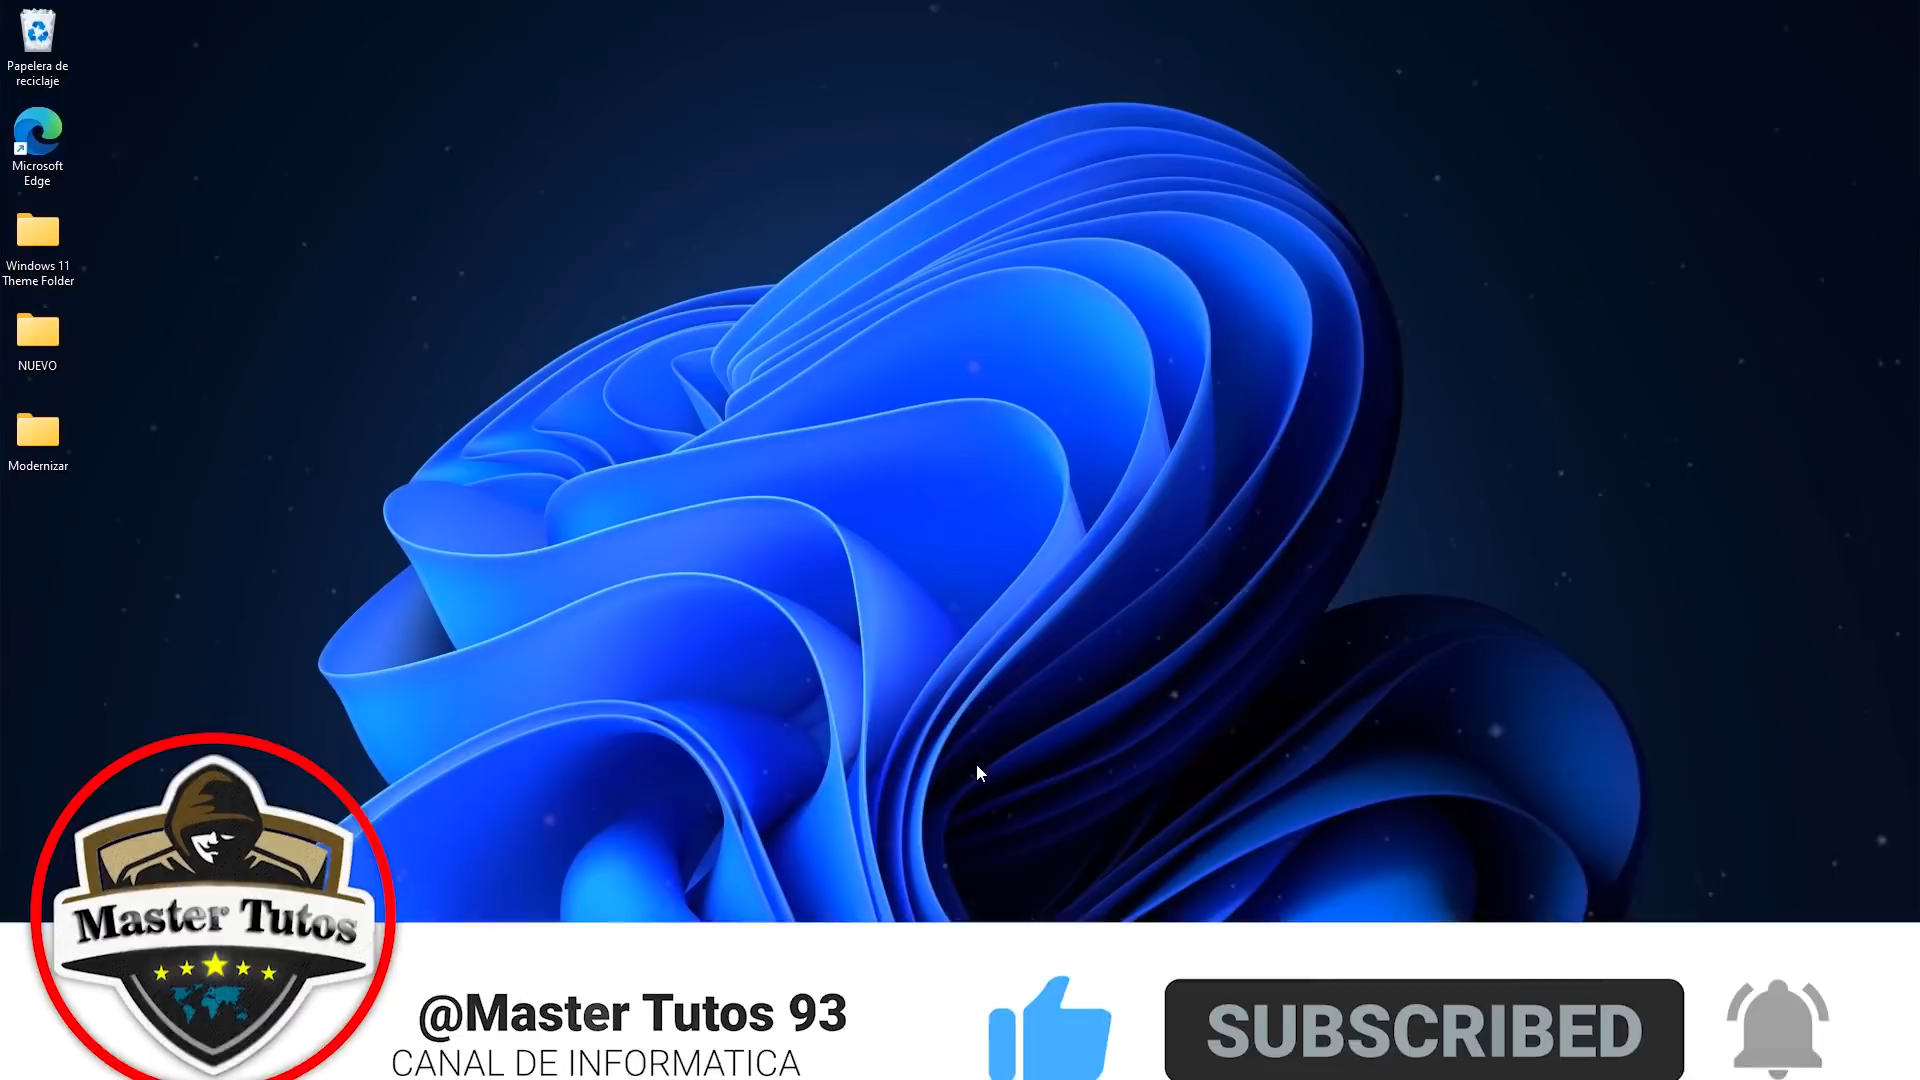 Papelera de
reciclaje
Microsoft
Edge
Windows 11
Theme Folder
NUEVO
Modernizar
Master Tutos
@Master Tutos 93
CANAL DE INFORMATICA
SUBSCRIBED